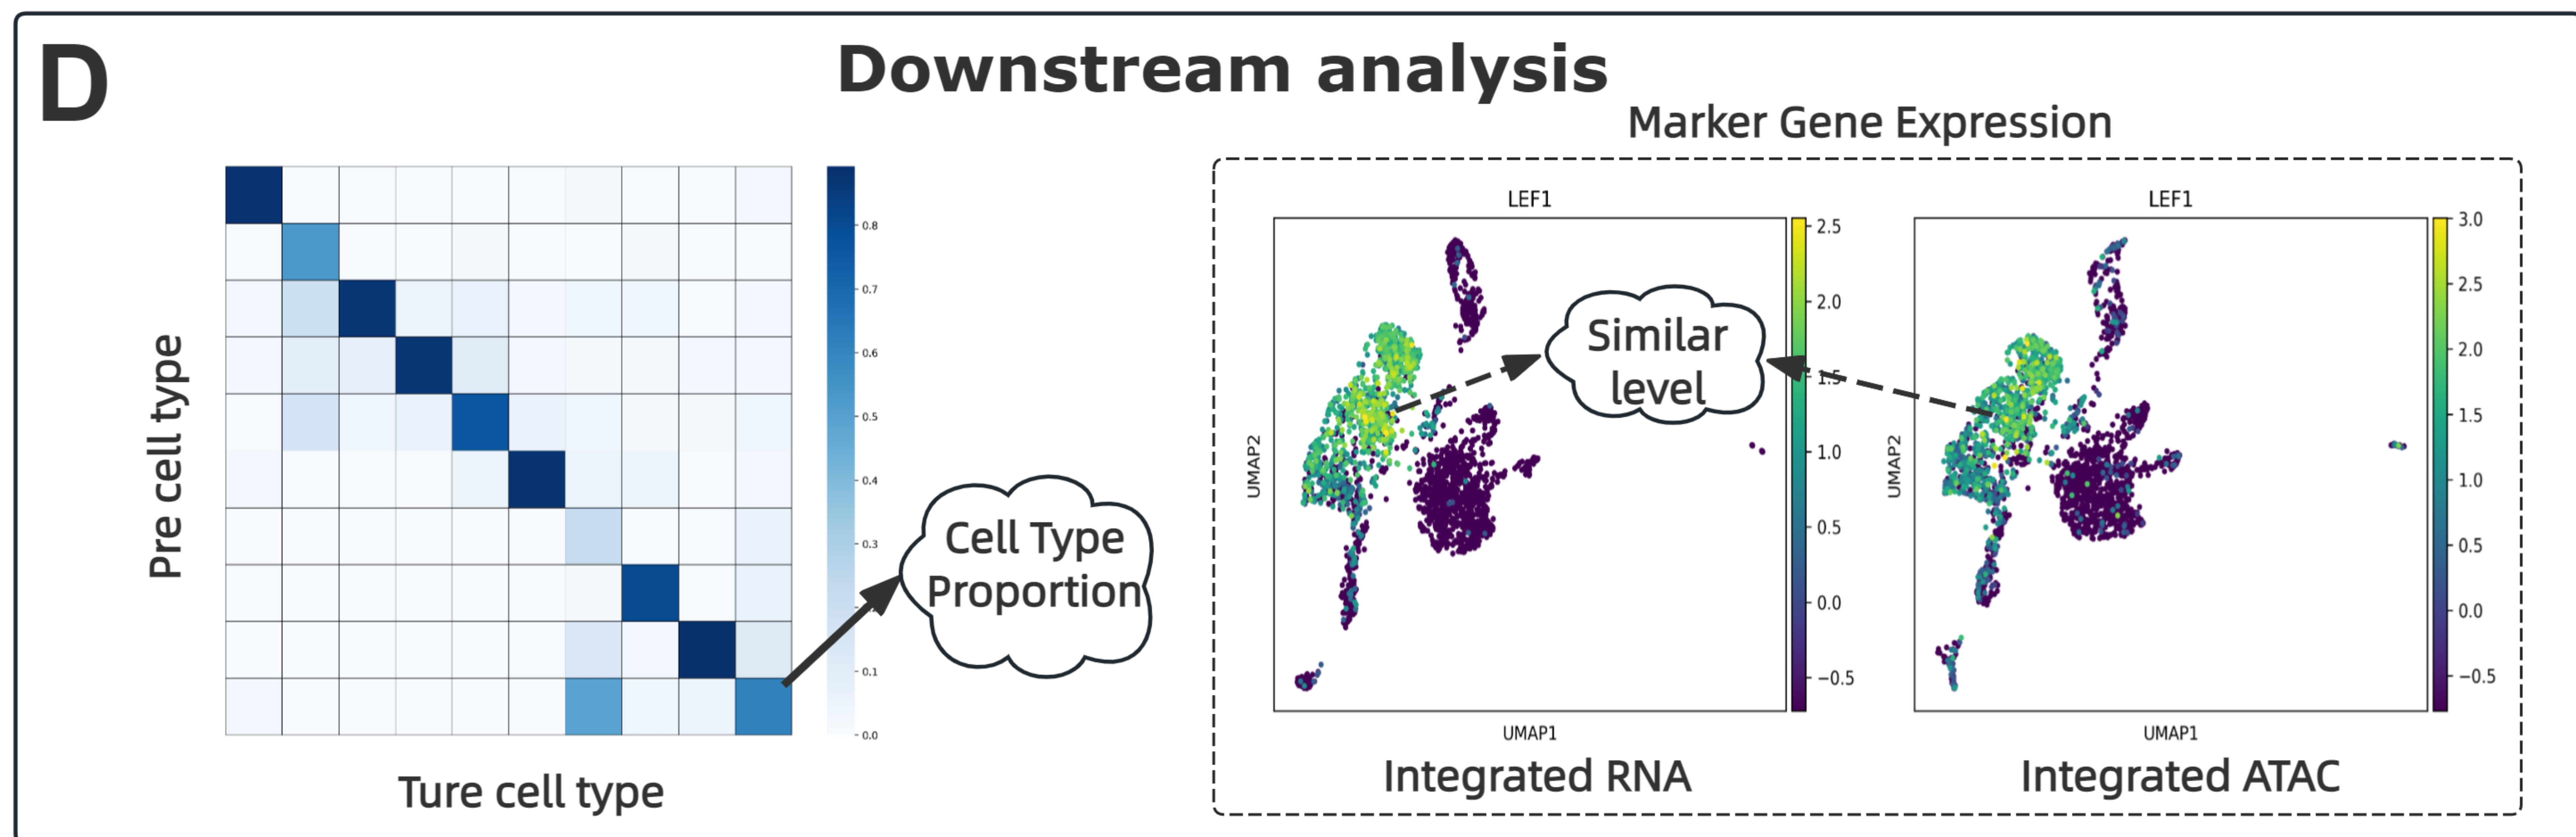 D
Downstream analysis
Marker Gene Expression
Pre cell type
Ture cell type
0.8
0.7
0.6
0.5
0.4
0.3
0.1
0.0
Cell Type
Proportion
LEF1
UMAP2
UMAP1
2.5
2.0
1.5
1.0
0.5
0.0
−0.5
Integrated RNA
Similar
level
LEF1
UMAP2
UMAP1
3.0
2.5
2.0
1.5
1.0
0.5
0.0
−0.5
Integrated ATAC